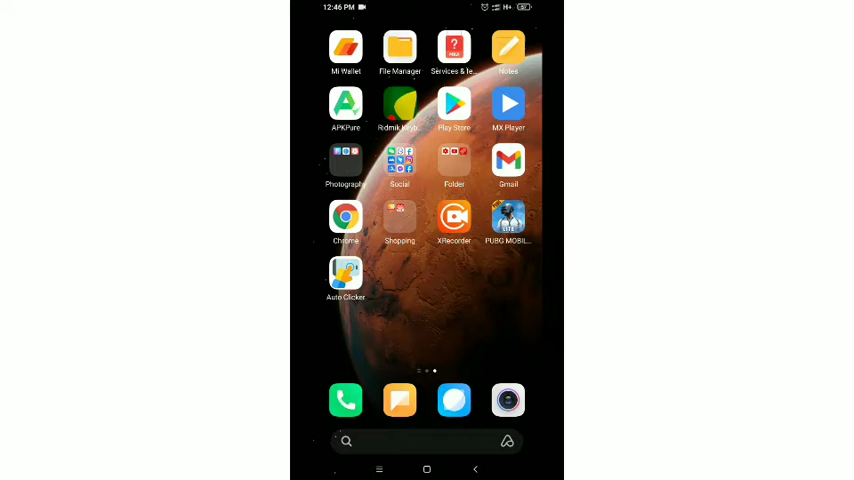 12:46 PM
Mi Wallet File Manager Services & fe... Notes
APKPure Ridmik Keyb... Play Store MX Player
Photography Social Folder Gmail
Chrome Shopping XRecorder PUBG MOBIL...
Auto Clicker